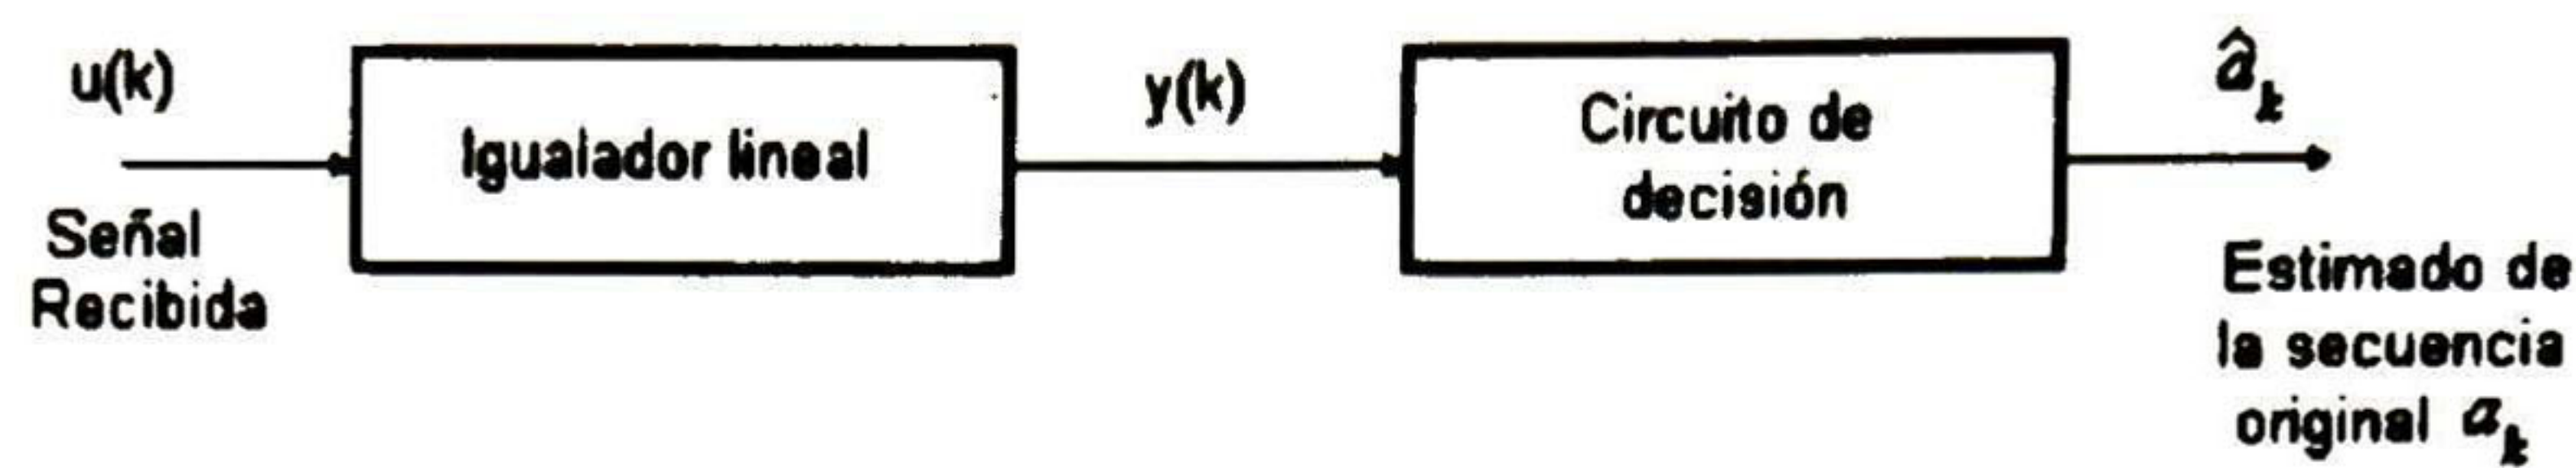 u(k)
Señal
Recibida
Igualador lineal
y(k)
Circuito de
decisión
â_k
Estimado de
la secuencia
original a_k